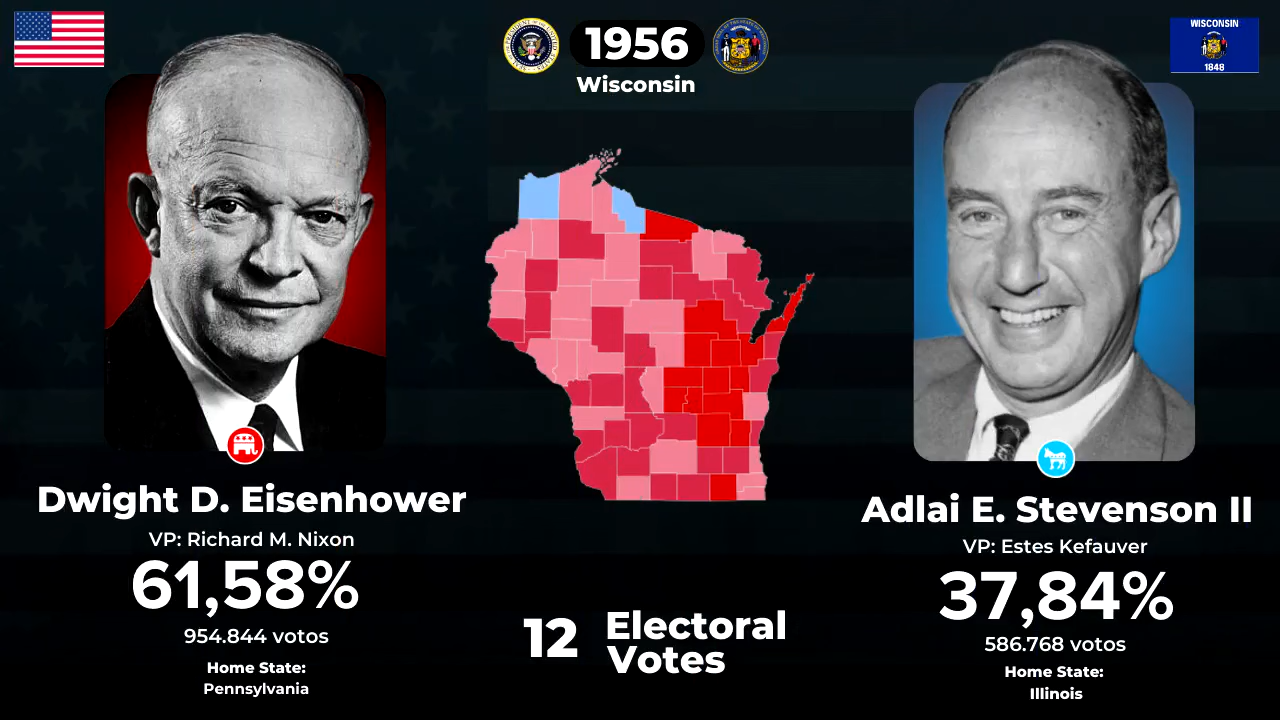 1956
Wisconsin
WISCONSIN
1848
Dwight D. Eisenhower
VP: Richard M. Nixon
61,58%
954.844 votos
Home State:
Pennsylvania
12 Electoral
Votes
Adlai E. Stevenson II
VP: Estes Kefauver
37,84%
586.768 votos
Home State:
Illinois